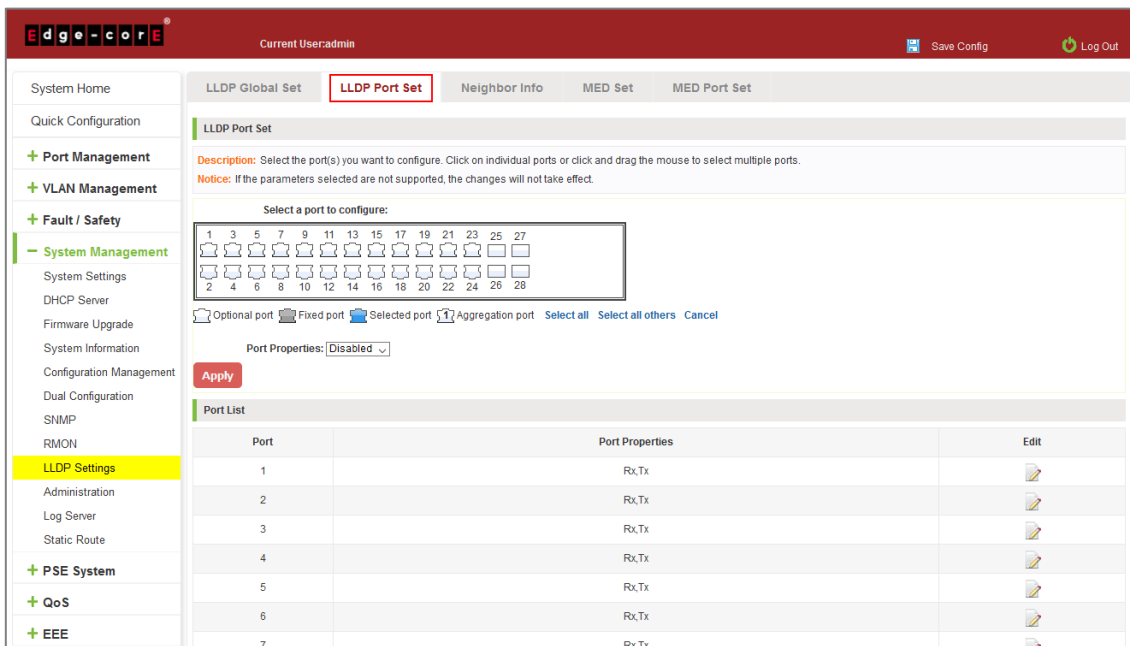 Edge-corE®
Current User:admin
Save Config
Log Out
System Home
Quick Configuration
+ Port Management
+ VLAN Management
+ Fault / Safety
− System Management
System Settings
DHCP Server
Firmware Upgrade
System Information
Configuration Management
Dual Configuration
SNMP
RMON
LLDP Settings
Administration
Log Server
Static Route
+ PSE System
+ QoS
+ EEE
LLDP Global Set LLDP Port Set Neighbor Info MED Set MED Port Set
LLDP Port Set
Description: Select the port(s) you want to configure. Click on individual ports or click and drag the mouse to select multiple ports.
Notice: If the parameters selected are not supported, the changes will not take effect.
Select a port to configure:
1 3 5 7 9 11 13 15 17 19 21 23 25 27
2 4 6 8 10 12 14 16 18 20 22 24 26 28
Optional port Fixed port Selected port 1 Aggregation port Select all Select all others Cancel
Port Properties: Disabled
Apply
Port List
Port Port Properties Edit
1 Rx,Tx
2 Rx,Tx
3 Rx,Tx
4 Rx,Tx
5 Rx,Tx
6 Rx,Tx
7 Rx,Tx